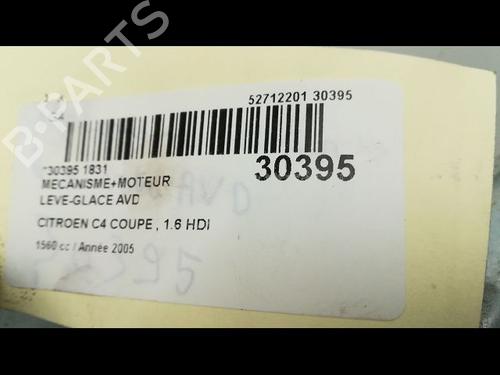 52712201 30395
*30395 1831
30395
MECANISME+MOTEUR
LEVE-GLACE AVD
CITROEN C4 COUPE , 1.6 HDI
1560 cc / Année 2005
B-PARTS